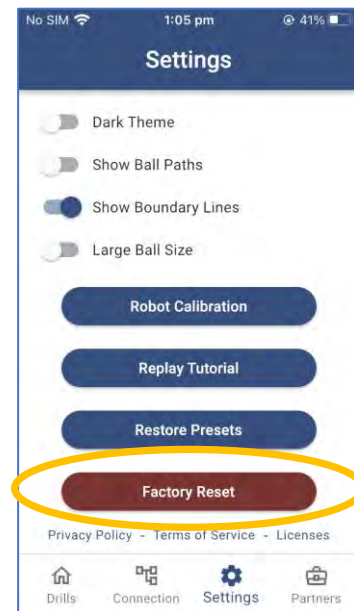 No SIM 1:05 pm 41%
Settings
Dark Theme
Show Ball Paths
Show Boundary Lines
Large Ball Size
Robot Calibration
Replay Tutorial
Restore Presets
Factory Reset
Privacy Policy - Terms of Service - Licenses
Drills Connection Settings Partners